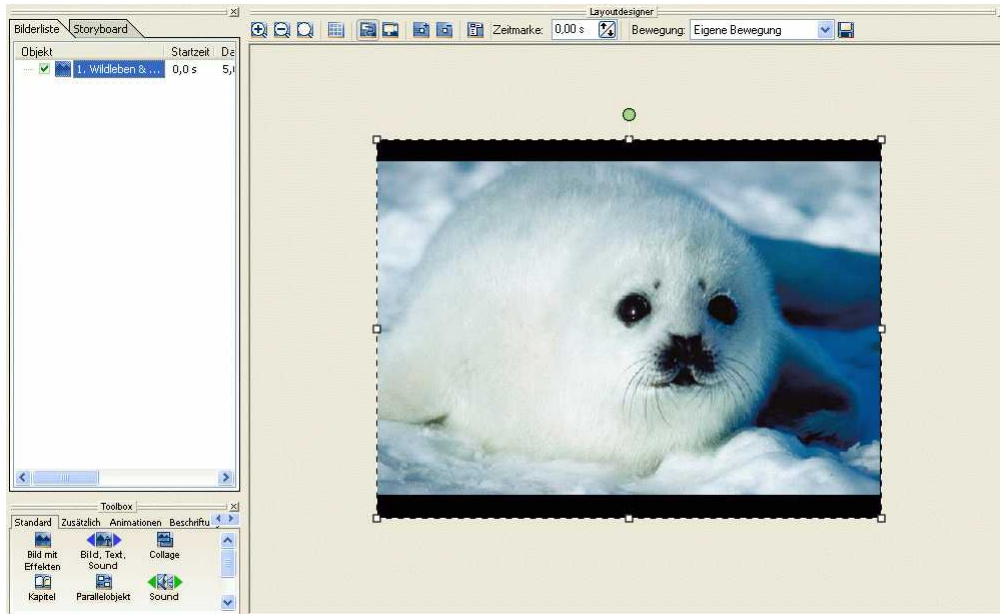 Layoutdesigner
Bilderliste Storyboard
Zeitmarke: 0,00 s Bewegung: Eigene Bewegung
Objekt Startzeit
1. Wildleben & ... 0,0 s 5,
Toolbox
Standard Zusätzlich Animationen Beschriftu
Bild mit Effekten
Bild, Text, Sound
Collage
Kapitel Parallelobjekt Sound